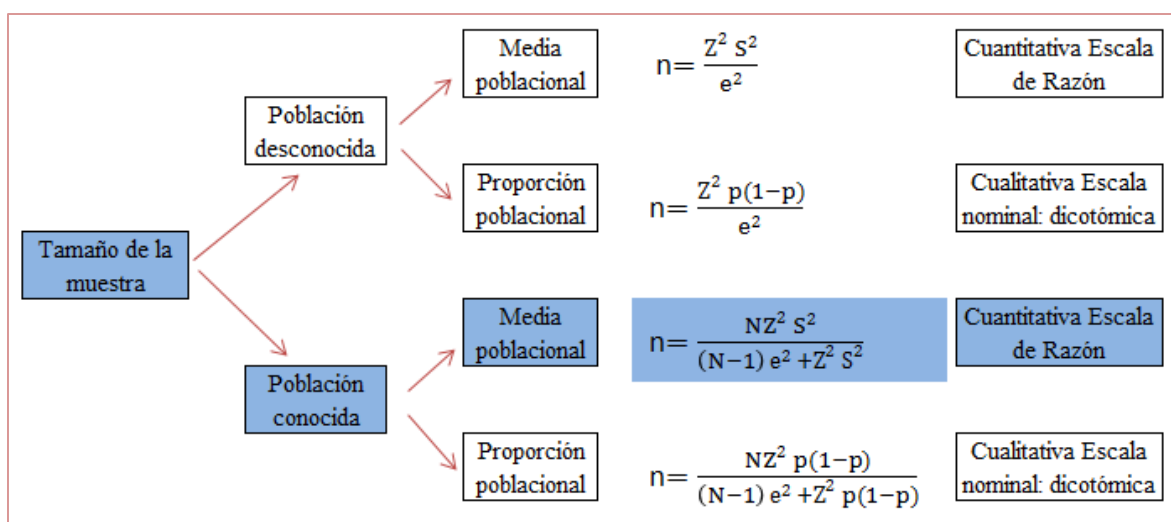 Tamaño de la
muestra
Población
desconocida
Media
poblacional
n= Z² S² / e²
Cuantitativa Escala
de Razón
Proporción
poblacional
n= Z² p(1−p) / e²
Cualitativa Escala
nominal: dicotómica
Población
conocida
Media
poblacional
n= NZ² S² / (N−1) e² +Z² S²
Cuantitativa Escala
de Razón
Proporción
poblacional
n= NZ² p(1−p) / (N−1) e² +Z² p(1−p)
Cualitativa Escala
nominal: dicotómica